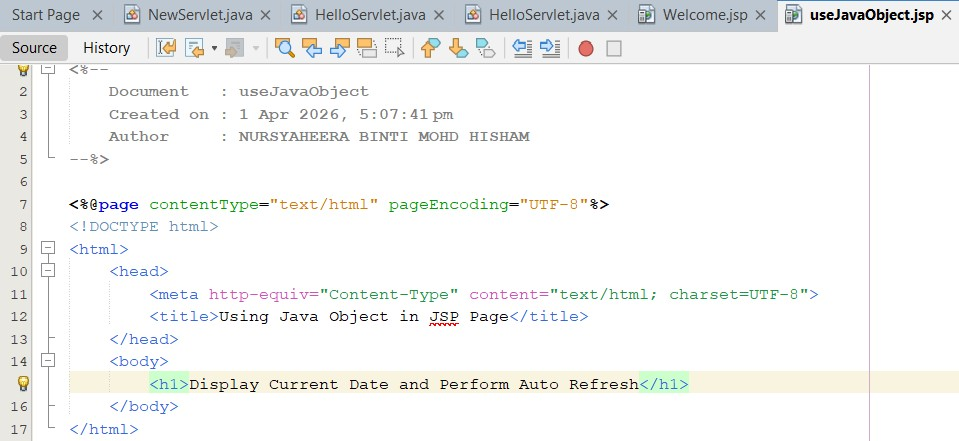 Start Page NewServlet.java HelloServlet.java HelloServlet.java Welcome.jsp useJavaObject.jsp
Source History
<%--
2 Document : useJavaObject
3 Created on : 1 Apr 2026, 5:07:41 pm
4 Author : NURSYAHEERA BINTI MOHD HISHAM
5 --%>
6
7 <%@page contentType="text/html" pageEncoding="UTF-8"%>
8 <!DOCTYPE html>
9 <html>
10 <head>
11 <meta http-equiv="Content-Type" content="text/html; charset=UTF-8">
12 <title>Using Java Object in JSP Page</title>
13 </head>
14 <body>
<h1>Display Current Date and Perform Auto Refresh</h1>
16 </body>
17 </html>